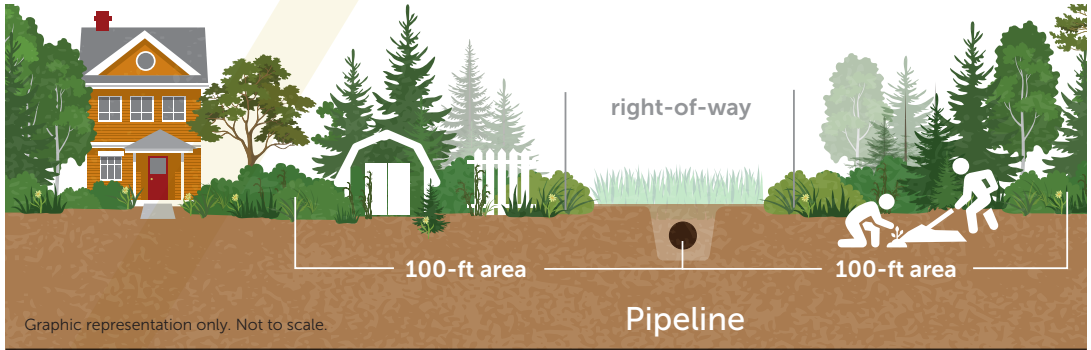 right-of-way
100-ft area
100-ft area
Pipeline
Graphic representation only. Not to scale.